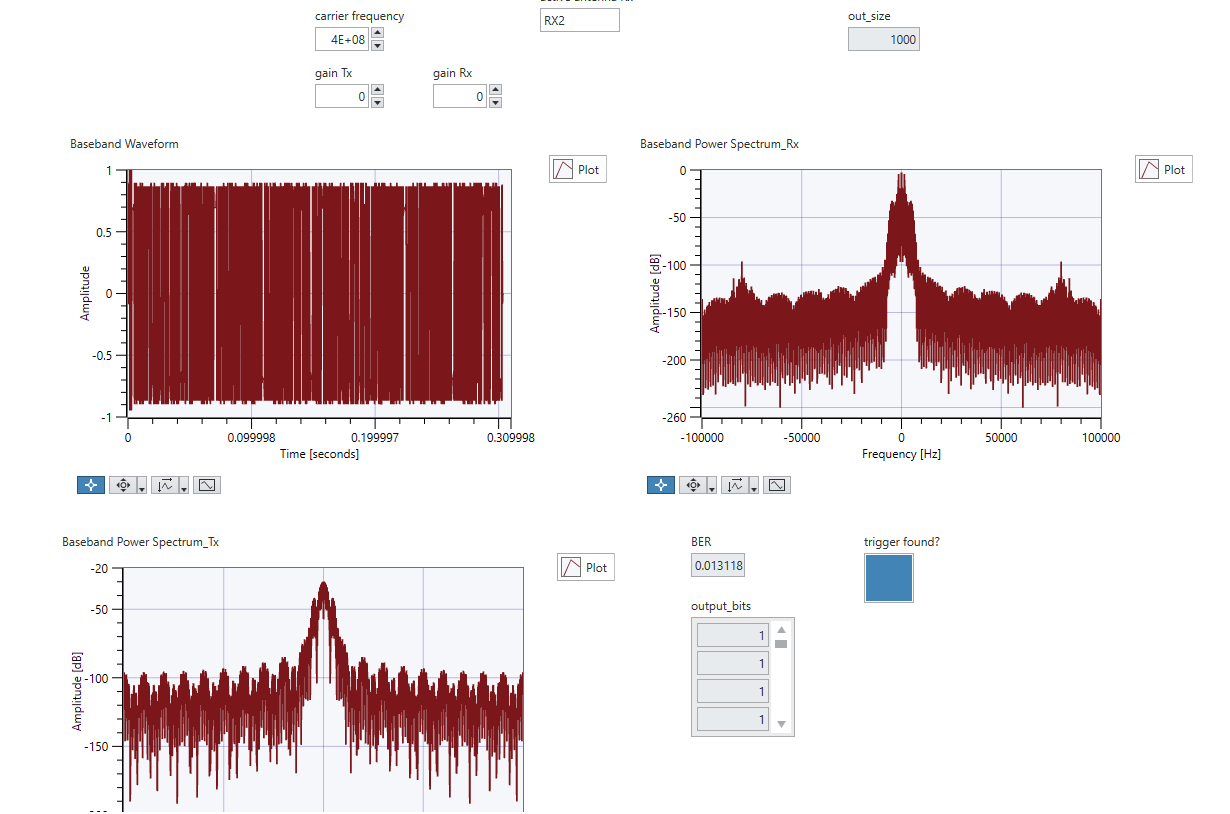 carrier frequency
RX2
out_size
4E+08
1000
gain Tx
gain Rx
0
0
Baseband Waveform
Plot
1
0.5
0
-0.5
-1
Amplitude
0
0.099998
0.199997
0.309998
Time [seconds]
Baseband Power Spectrum_Rx
Plot
0
-50
-100
-150
-200
-260
Amplitude [dB]
-100000
-50000
0
50000
100000
Frequency [Hz]
Baseband Power Spectrum_Tx
Plot
-20
-50
-100
-150
Amplitude [dB]
BER
0.013118
trigger found?
output_bits
1
1
1
1